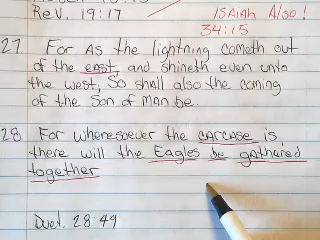 Rev. 19:17
ISAIAH Also!
34:15
27 For As the lightning cometh out
of the east and shineth even unto
the west, So shall also the coming
of the Son of MAN be.
28 For wheresoever the CARCASE is,
there will the Eagles be gathered
together
Duet. 28:49